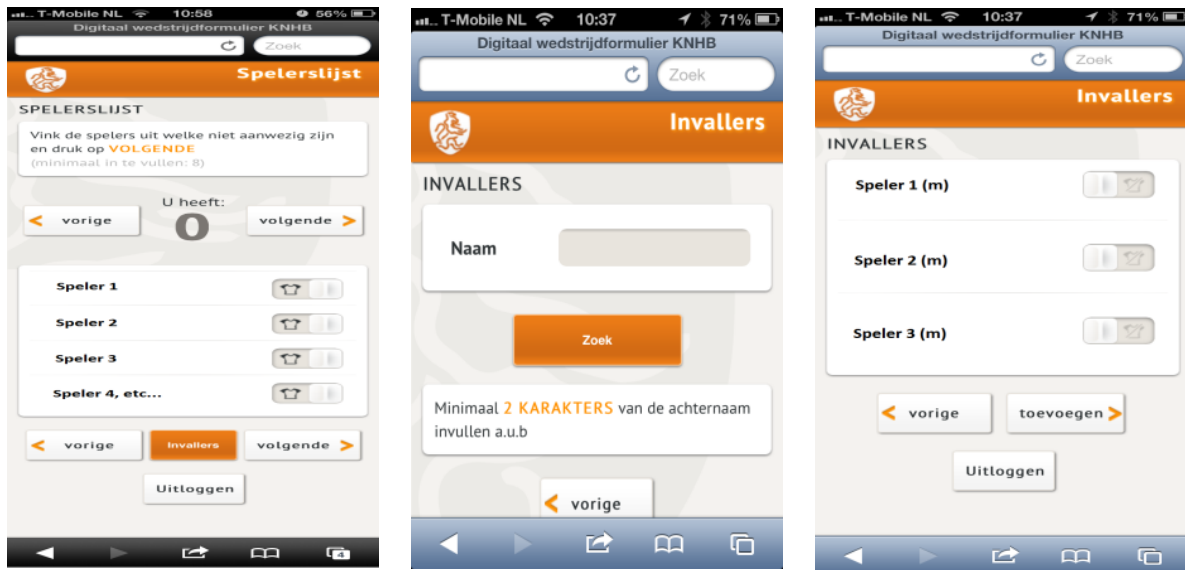 T-Mobile NL 10:58 56%
Digitaal wedstrijdformulier KNHB
Zoek
Spelerslijst
SPELERSLIJST
Vink de spelers uit welke niet aanwezig zijn
en druk op VOLGENDE
(minimaal in te vullen: 8)
U heeft:
< vorige 0 volgende >
Speler 1
Speler 2
Speler 3
Speler 4, etc...
< vorige Invallers volgende >
Uitloggen
4
T-Mobile NL 10:37 71%
Digitaal wedstrijdformulier KNHB
Zoek
Invallers
INVALLERS
Naam
Zoek
Minimaal 2 KARAKTERS van de achternaam
invullen a.u.b
< vorige
T-Mobile NL 10:37 71%
Digitaal wedstrijdformulier KNHB
Zoek
Invallers
INVALLERS
Speler 1 (m)
Speler 2 (m)
Speler 3 (m)
< vorige toevoegen >
Uitloggen